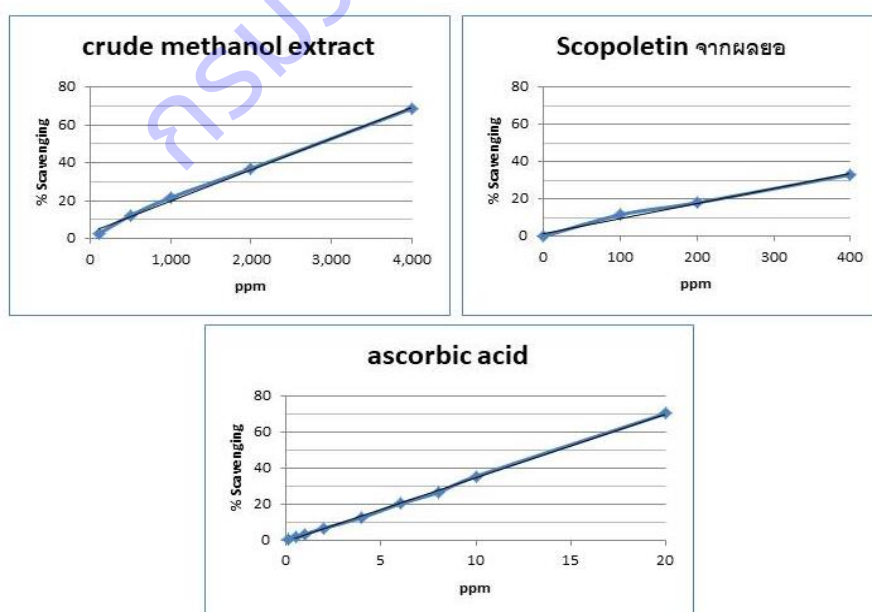 crude methanol extract
80
60
40
20
0
% Scavenging
0 1,000 2,000 3,000 4,000
ppm
Scopoletin จากผลยอ
80
60
40
20
0
% Scavenging
0 100 200 300 400
ppm
ascorbic acid
80
60
40
20
0
% Scavenging
0 5 10 15 20
ppm